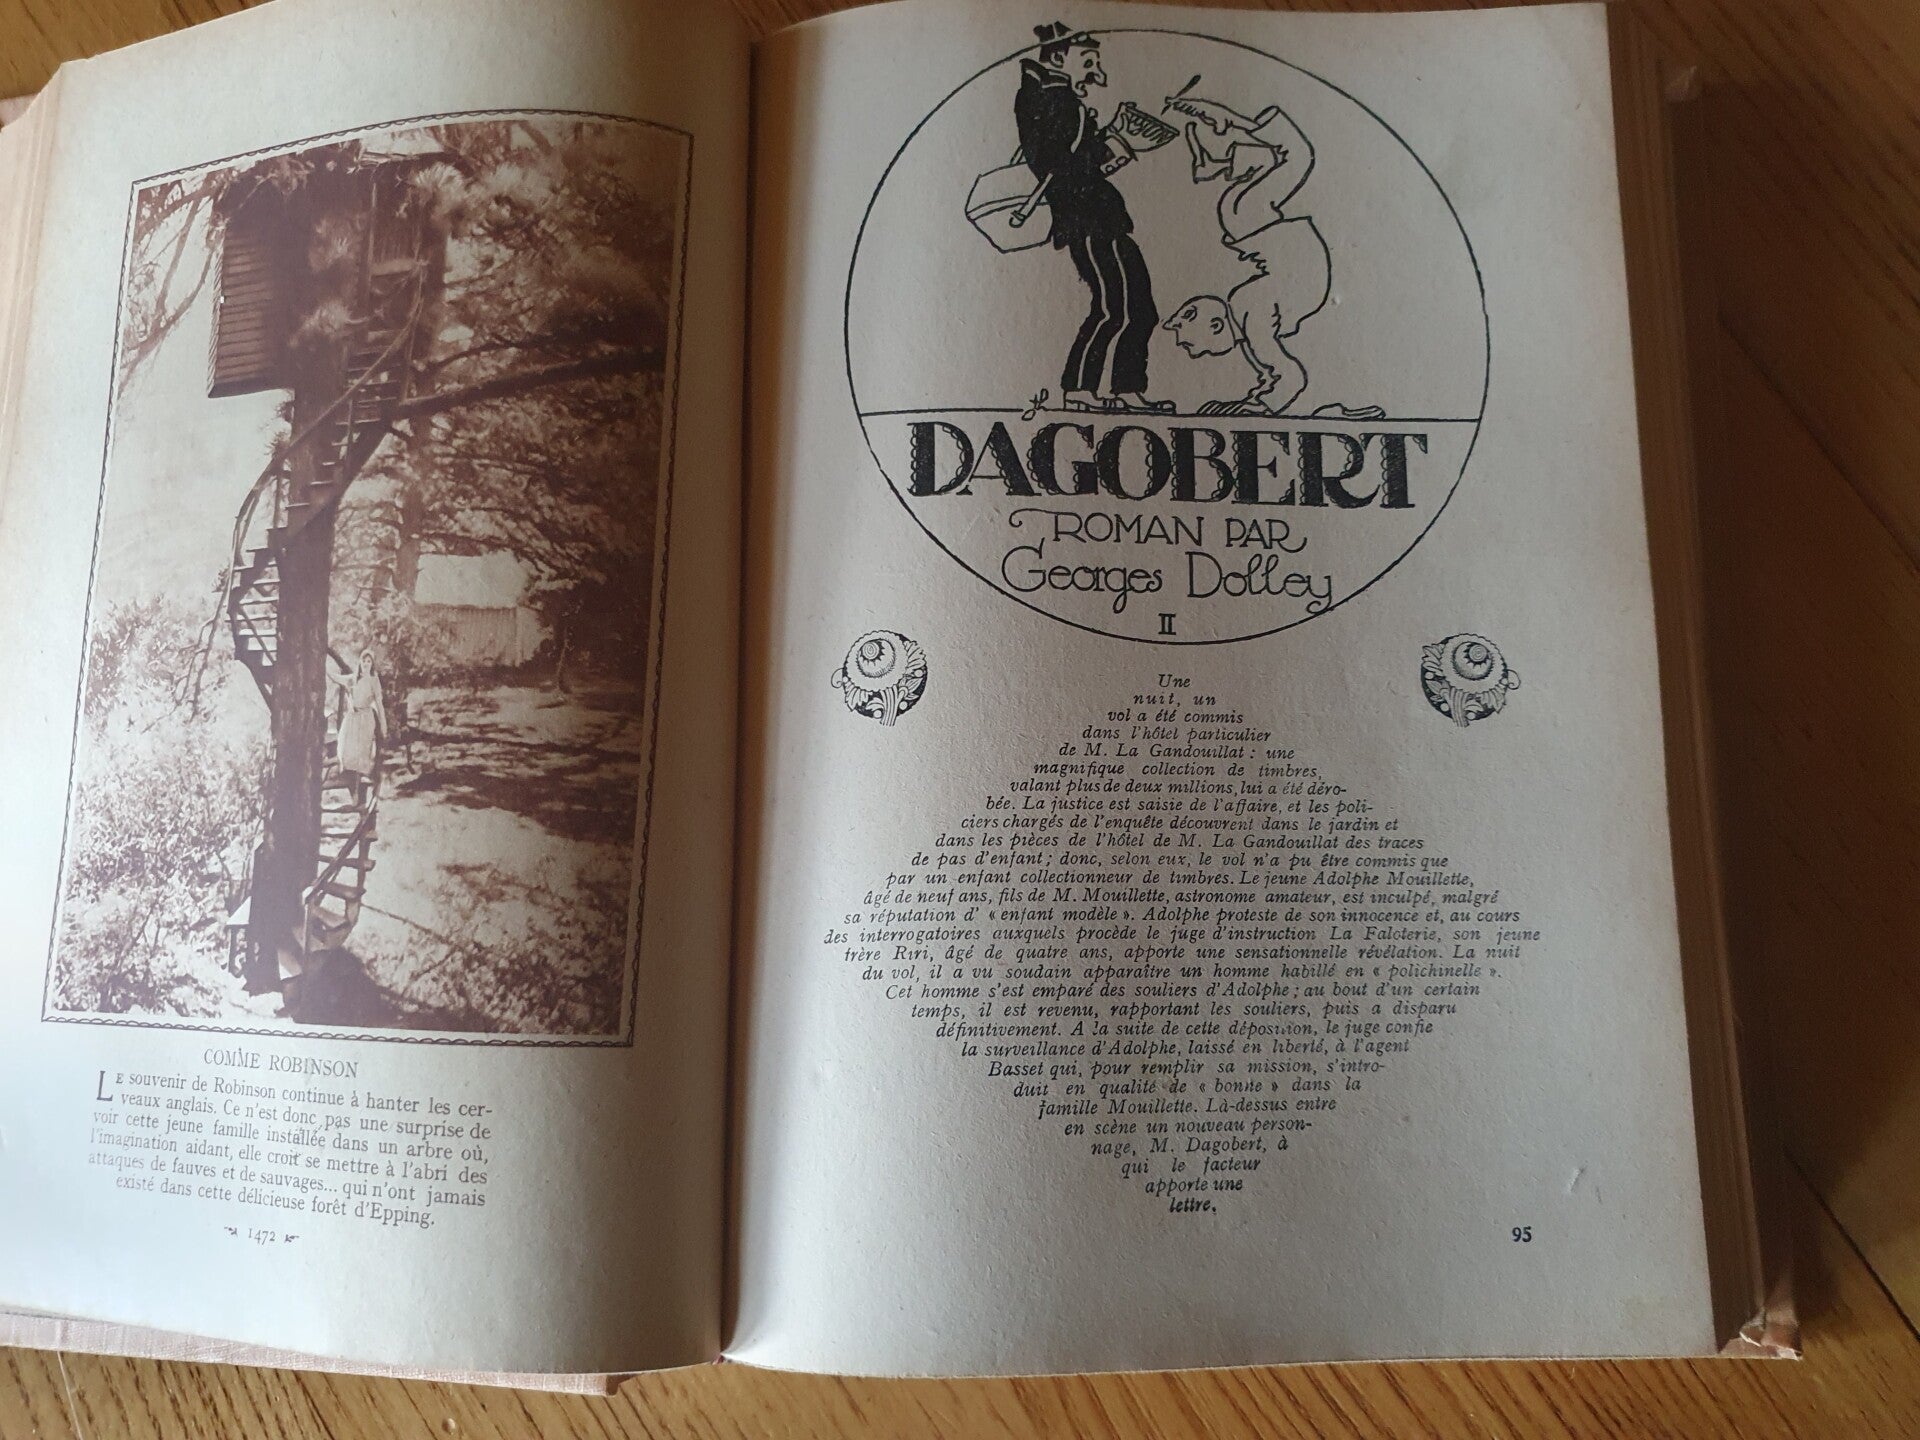 COMME ROBINSON
LE souvenir de Robinson continue à hanter les cer-
veaux anglais. Ce n'est donc pas une surprise de
voir cette jeune famille installée dans un arbre où,
l'imagination aidant, elle croit se mettre à l'abri des
attaques de fauves et de sauvages... qui n'ont jamais
existé dans cette délicieuse forêt d'Epping.
1472
jh
DAGOBERT
ROMAN PAR
Georges Dolley
II
Une
nuit, un
vol a été commis
dans l'hôtel particulier
de M. La Gandouillat : une
magnifique collection de timbres,
valant plus de deux millions, lui a été déro-
bée. La justice est saisie de l'affaire, et les poli-
ciers chargés de l'enquête découvrent dans le jardin et
dans les pièces de l'hôtel de M. La Gandouillat des traces
de pas d'enfant ; donc, selon eux, le vol n'a pu être commis que
par un enfant collectionneur de timbres. Le jeune Adolphe Mouillette,
âgé de neuf ans, fils de M. Mouillette, astronome amateur, est inculpé, malgré
sa réputation d' « enfant modèle ». Adolphe proteste de son innocence et, au cours
des interrogatoires auxquels procède le juge d'instruction La Faloterie, son jeune
frère Riri, âgé de quatre ans, apporte une sensationnelle révélation. La nuit
du vol, il a vu soudain apparaître un homme habillé en « polichinelle ».
Cet homme s'est emparé des souliers d'Adolphe ; au bout d'un certain
temps, il est revenu, rapportant les souliers, puis a disparu
définitivement. A la suite de cette déposition, le juge confie
la surveillance d'Adolphe, laissé en liberté, à l'agent
Basset qui, pour remplir sa mission, s'intro-
duit en qualité de « bonne » dans la
famille Mouillette. Là-dessus entre
en scène un nouveau person-
nage, M. Dagobert, à
qui le facteur
apporte une
lettre.
95